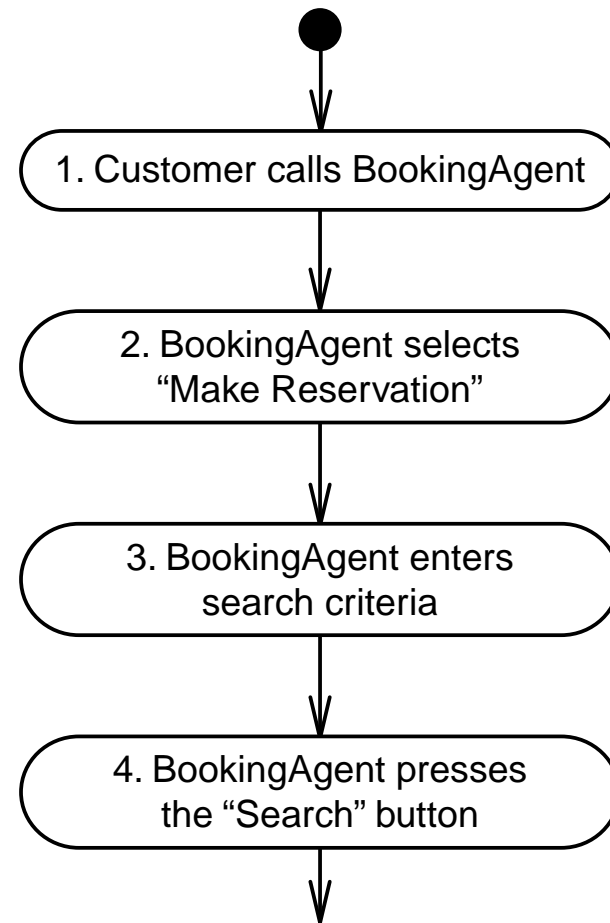 1. Customer calls BookingAgent
2. BookingAgent selects
“Make Reservation”
3. BookingAgent enters
search criteria
4. BookingAgent presses
the “Search” button